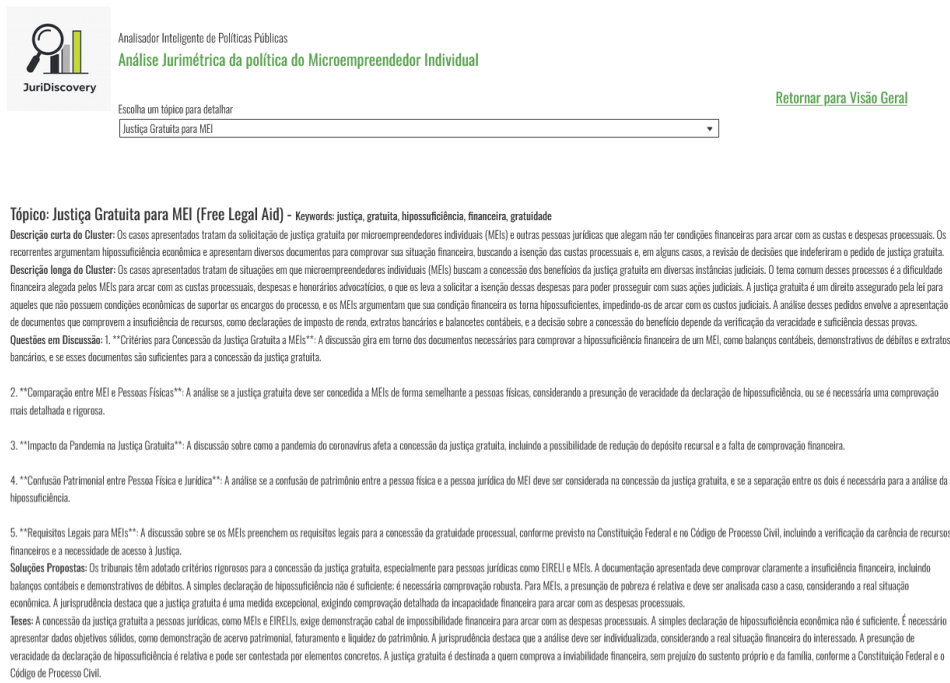 JuriDiscovery
Analisador Inteligente de Políticas Públicas
Análise Jurimétrica da política do Microempreendedor Individual
Retornar para Visão Geral
Escolha um tópico para detalhar
Justiça Gratuita para MEI
Tópico: Justiça Gratuita para MEI (Free Legal Aid) - Keywords: justiça, gratuita, hipossuficiência, financeira, gratuidade
Descrição curta do Cluster: Os casos apresentados tratam da solicitação de justiça gratuita por microempreendedores individuais (MEIs) e outras pessoas jurídicas que alegam não ter condições financeiras para arcar com as custas e despesas processuais. Os
recorrentes argumentam hipossuficiência econômica e apresentam diversos documentos para comprovar sua situação financeira, buscando a isenção das custas processuais e, em alguns casos, a revisão de decisões que indeferiram o pedido de justiça gratuita.
Descrição longa do Cluster: Os casos apresentados tratam de situações em que microempreendedores individuais (MEIs) buscam a concessão dos benefícios da justiça gratuita em diversas instâncias judiciais. O tema comum desses processos é a dificuldade
financeira alegada pelos MEIs para arcar com as custas processuais, despesas e honorários advocatícios, o que os leva a solicitar a isenção dessas despesas para poder prosseguir com suas ações judiciais. A justiça gratuita é um direito assegurado pela lei para
aqueles que não possuem condições econômicas de suportar os encargos do processo, e os MEIs argumentam que sua condição financeira os torna hipossuficientes, impedindo-os de arcar com os custos judiciais. A análise desses pedidos envolve a apresentação
de documentos que comprovem a insuficiência de recursos, como declarações de imposto de renda, extratos bancários e balancetes contábeis, e a decisão sobre a concessão do benefício depende da verificação da veracidade e suficiência dessas provas.
Questões em Discussão: 1. **Critérios para Concessão da Justiça Gratuita a MEIs**: A discussão gira em torno dos documentos necessários para comprovar a hipossuficiência financeira de um MEI, como balanços contábeis, demonstrativos de débitos e extratos
bancários, e se esses documentos são suficientes para a concessão da justiça gratuita.
2. **Comparação entre MEI e Pessoas Físicas**: A análise se a justiça gratuita deve ser concedida a MEIs de forma semelhante a pessoas físicas, considerando a presunção de veracidade da declaração de hipossuficiência, ou se é necessária uma comprovação
mais detalhada e rigorosa.
3. **Impacto da Pandemia na Justiça Gratuita**: A discussão sobre como a pandemia do coronavírus afeta a concessão da justiça gratuita, incluindo a possibilidade de redução do depósito recursal e a falta de comprovação financeira.
4. **Confusão Patrimonial entre Pessoa Física e Jurídica**: A análise se a confusão de patrimônio entre a pessoa física e a pessoa jurídica do MEI deve ser considerada na concessão da justiça gratuita, e se a separação entre os dois é necessária para a análise da
hipossuficiência.
5. **Requisitos Legais para MEIs**: A discussão sobre se os MEIs preenchem os requisitos legais para a concessão da gratuidade processual, conforme previsto na Constituição Federal e no Código de Processo Civil, incluindo a verificação da carência de recursos
financeiros e a necessidade de acesso à Justiça.
Soluções Propostas: Os tribunais têm adotado critérios rigorosos para a concessão da justiça gratuita, especialmente para pessoas jurídicas como EIRELI e MEIs. A documentação apresentada deve comprovar claramente a insuficiência financeira, incluindo
balanços contábeis e demonstrativos de débitos. A simples declaração de hipossuficiência não é suficiente; é necessária comprovação robusta. Para MEIs, a presunção de pobreza é relativa e deve ser analisada caso a caso, considerando a real situação
econômica. A jurisprudência destaca que a justiça gratuita é uma medida excepcional, exigindo comprovação detalhada da incapacidade financeira para arcar com as despesas processuais.
Teses: A concessão da justiça gratuita a pessoas jurídicas, como MEIs e EIRELIs, exige demonstração cabal de impossibilidade financeira para arcar com as despesas processuais. A simples declaração de hipossuficiência econômica não é suficiente. É necessário
apresentar dados objetivos sólidos, como demonstração de acervo patrimonial, faturamento e liquidez do patrimônio. A jurisprudência destaca que a análise deve ser individualizada, considerando a real situação financeira do interessado. A presunção de
veracidade da declaração de hipossuficiência é relativa e pode ser contestada por elementos concretos. A justiça gratuita é destinada a quem comprova a inviabilidade financeira, sem prejuízo do sustento próprio e da família, conforme a Constituição Federal e o
Código de Processo Civil.